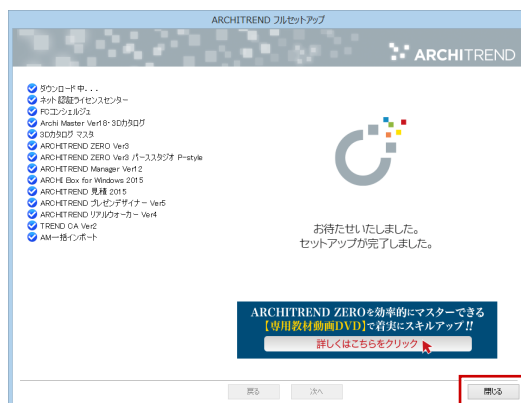 ARCHITREND フルセットアップ
ARCHITREND
ダウンロード中...
ネット認証ライセンスセンター
FCコンシェルジュ
Archi Master Ver18・3Dカタログ
3Dカタログ マスタ
ARCHITREND ZERO Ver3
ARCHITREND ZERO Ver3 パーススタジオ P-style
ARCHITREND Manager Ver12
ARCHI Box for Windows 2015
ARCHITREND 見積 2015
ARCHITREND プレゼンデザイナー Ver5
ARCHITREND リアルウォーカー Ver4
TREND CA Ver2
AM一括インポート
お待たせいたしました。
セットアップが完了しました。
ARCHITREND ZEROを効率的にマスターできる
【専用教材動画DVD】で着実にスキルアップ!!
詳しくはこちらをクリック
戻る 次へ 閉じる